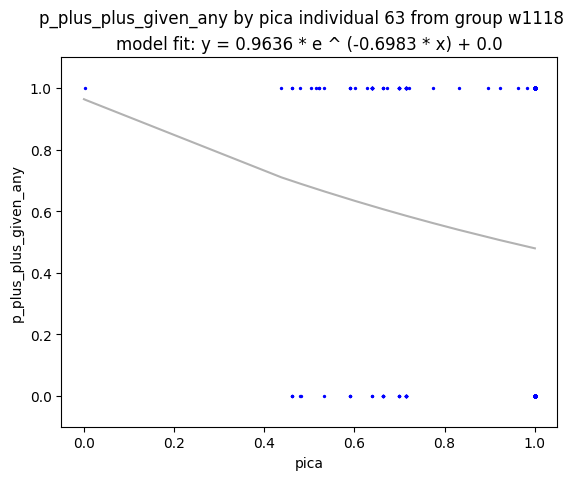 p_plus_plus_given_any by pica individual 63 from group w1118
model fit: y = 0.9636 * e ^ (-0.6983 * x) + 0.0
p_plus_plus_given_any
1.0
0.8
0.6
0.4
0.2
0.0
0.0 0.2 0.4 0.6 0.8 1.0
pica